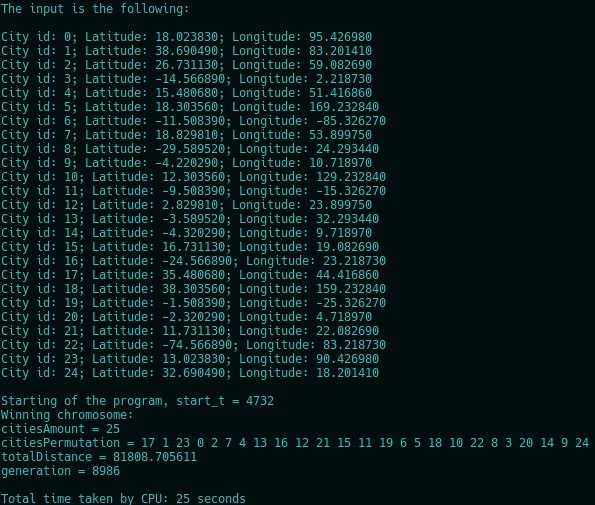 The input is the following:
City id: 0; Latitude: 18.023830; Longitude: 95.426980
City id: 1; Latitude: 38.690490; Longitude: 83.201410
City id: 2; Latitude: 26.731130; Longitude: 59.082690
City id: 3; Latitude: -14.566890; Longitude: 2.218730
City id: 4; Latitude: 15.480680; Longitude: 51.416860
City id: 5; Latitude: 18.303560; Longitude: 169.232840
City id: 6; Latitude: -11.508390; Longitude: -85.326270
City id: 7; Latitude: 18.829810; Longitude: 53.899750
City id: 8; Latitude: -29.589520; Longitude: 24.293440
City id: 9; Latitude: -4.220290; Longitude: 10.718970
City id: 10; Latitude: 12.303560; Longitude: 129.232840
City id: 11; Latitude: -9.508390; Longitude: -15.326270
City id: 12; Latitude: 2.829810; Longitude: 23.899750
City id: 13; Latitude: -3.589520; Longitude: 32.293440
City id: 14; Latitude: -4.320290; Longitude: 9.718970
City id: 15; Latitude: 16.731130; Longitude: 19.082690
City id: 16; Latitude: -24.566890; Longitude: 23.218730
City id: 17; Latitude: 35.480680; Longitude: 44.416860
City id: 18; Latitude: 38.303560; Longitude: 159.232840
City id: 19; Latitude: -1.508390; Longitude: -25.326270
City id: 20; Latitude: -2.320290; Longitude: 4.718970
City id: 21; Latitude: 11.731130; Longitude: 22.082690
City id: 22; Latitude: -74.566890; Longitude: 83.218730
City id: 23; Latitude: 13.023830; Longitude: 90.426980
City id: 24; Latitude: 32.690490; Longitude: 18.201410
Starting of the program, start_t = 4732
Winning chromosome:
citiesAmount = 25
citiesPermutation = 17 1 23 0 2 7 4 13 16 12 21 15 11 19 6 5 18 10 22 8 3 20 14 9 24
totalDistance = 81808.705611
generation = 8986
Total time taken by CPU: 25 seconds